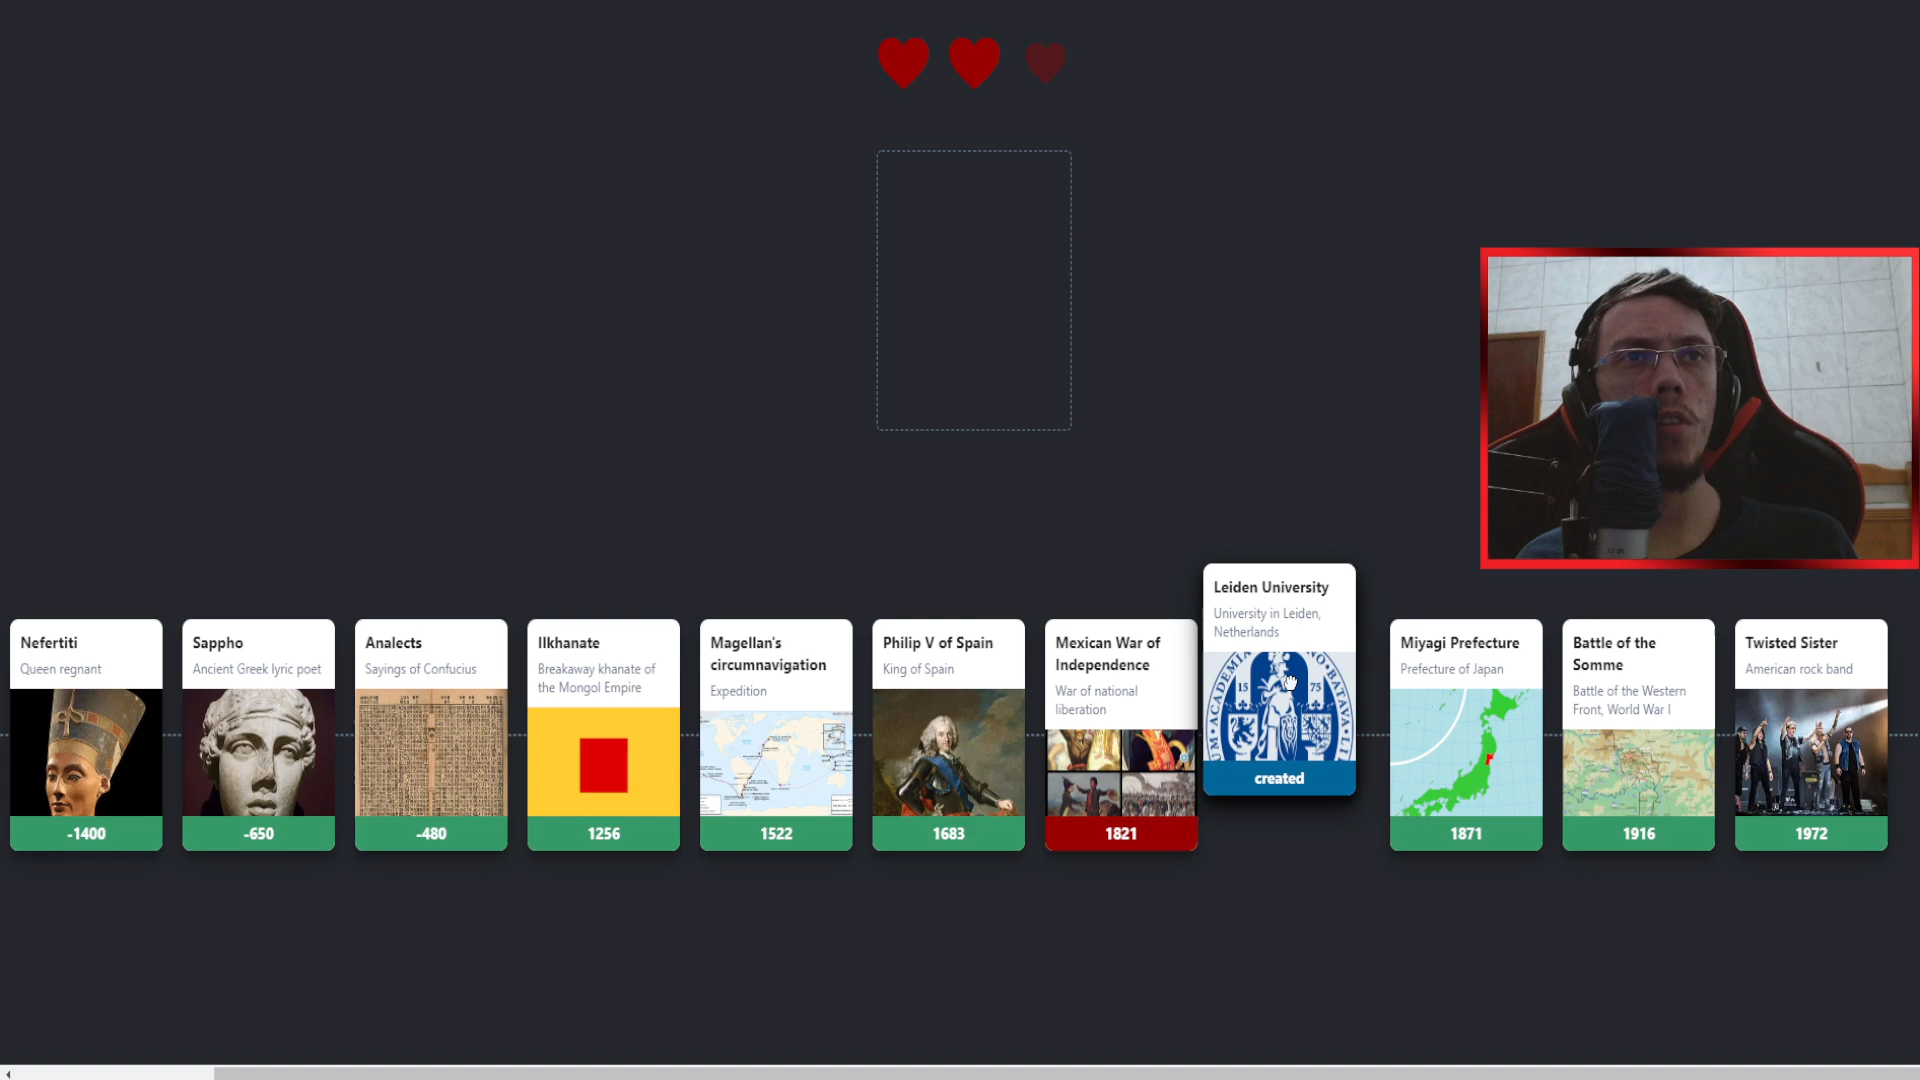 Leiden University
University in Leiden,
Netherlands
15 75
created
Nefertiti
Queen regnant
-1400
Sappho
Ancient Greek lyric poet
-650
Analects
Sayings of Confucius
-480
Ilkhanate
Breakaway khanate of
the Mongol Empire
1256
Magellan's
circumnavigation
Expedition
1522
Philip V of Spain
King of Spain
1683
Mexican War of
Independence
War of national
liberation
1821
Miyagi Prefecture
Prefecture of Japan
1871
Battle of the
Somme
Battle of the Western
Front, World War I
1916
Twisted Sister
American rock band
1972